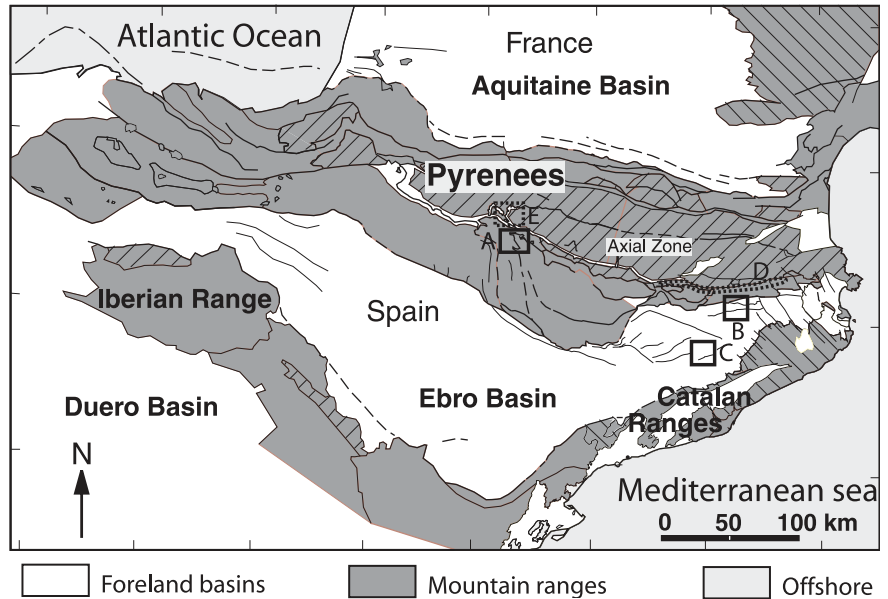 Atlantic Ocean
France
Aquitaine Basin
Pyrenees
E
A
Axial Zone
D
Iberian Range
Spain
B
C
Duero Basin
Ebro Basin
Catalan
Ranges
N
Mediterranean sea
0 50 100 km
Foreland basins
Mountain ranges
Offshore